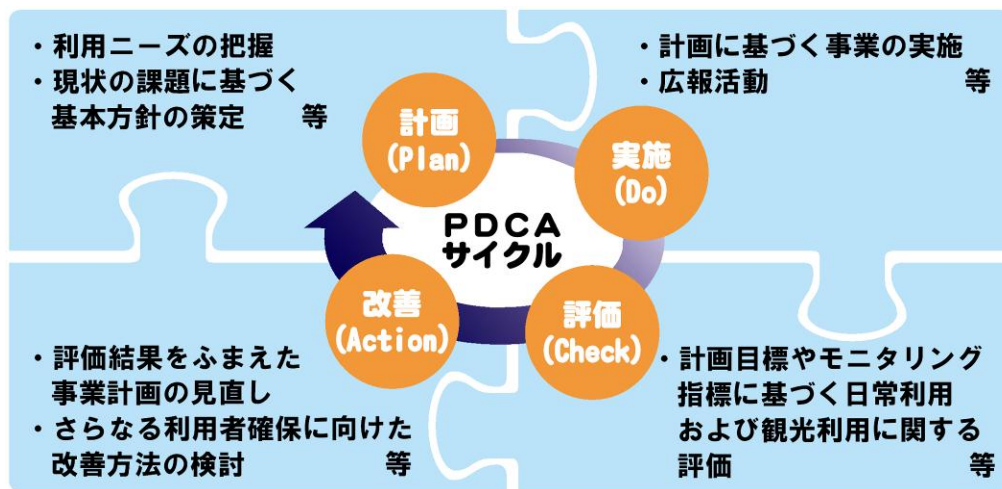 ・利用ニーズの把握
・現状の課題に基づく
基本方針の策定　等
・計画に基づく事業の実施
・広報活動　等
計画
(Plan)
実施
(Do)
PDCA
サイクル
改善
(Action)
評価
(Check)
・評価結果をふまえた
事業計画の見直し
・さらなる利用者確保に向けた
改善方法の検討　等
・計画目標やモニタリング
指標に基づく日常利用
および観光利用に関する
評価　等